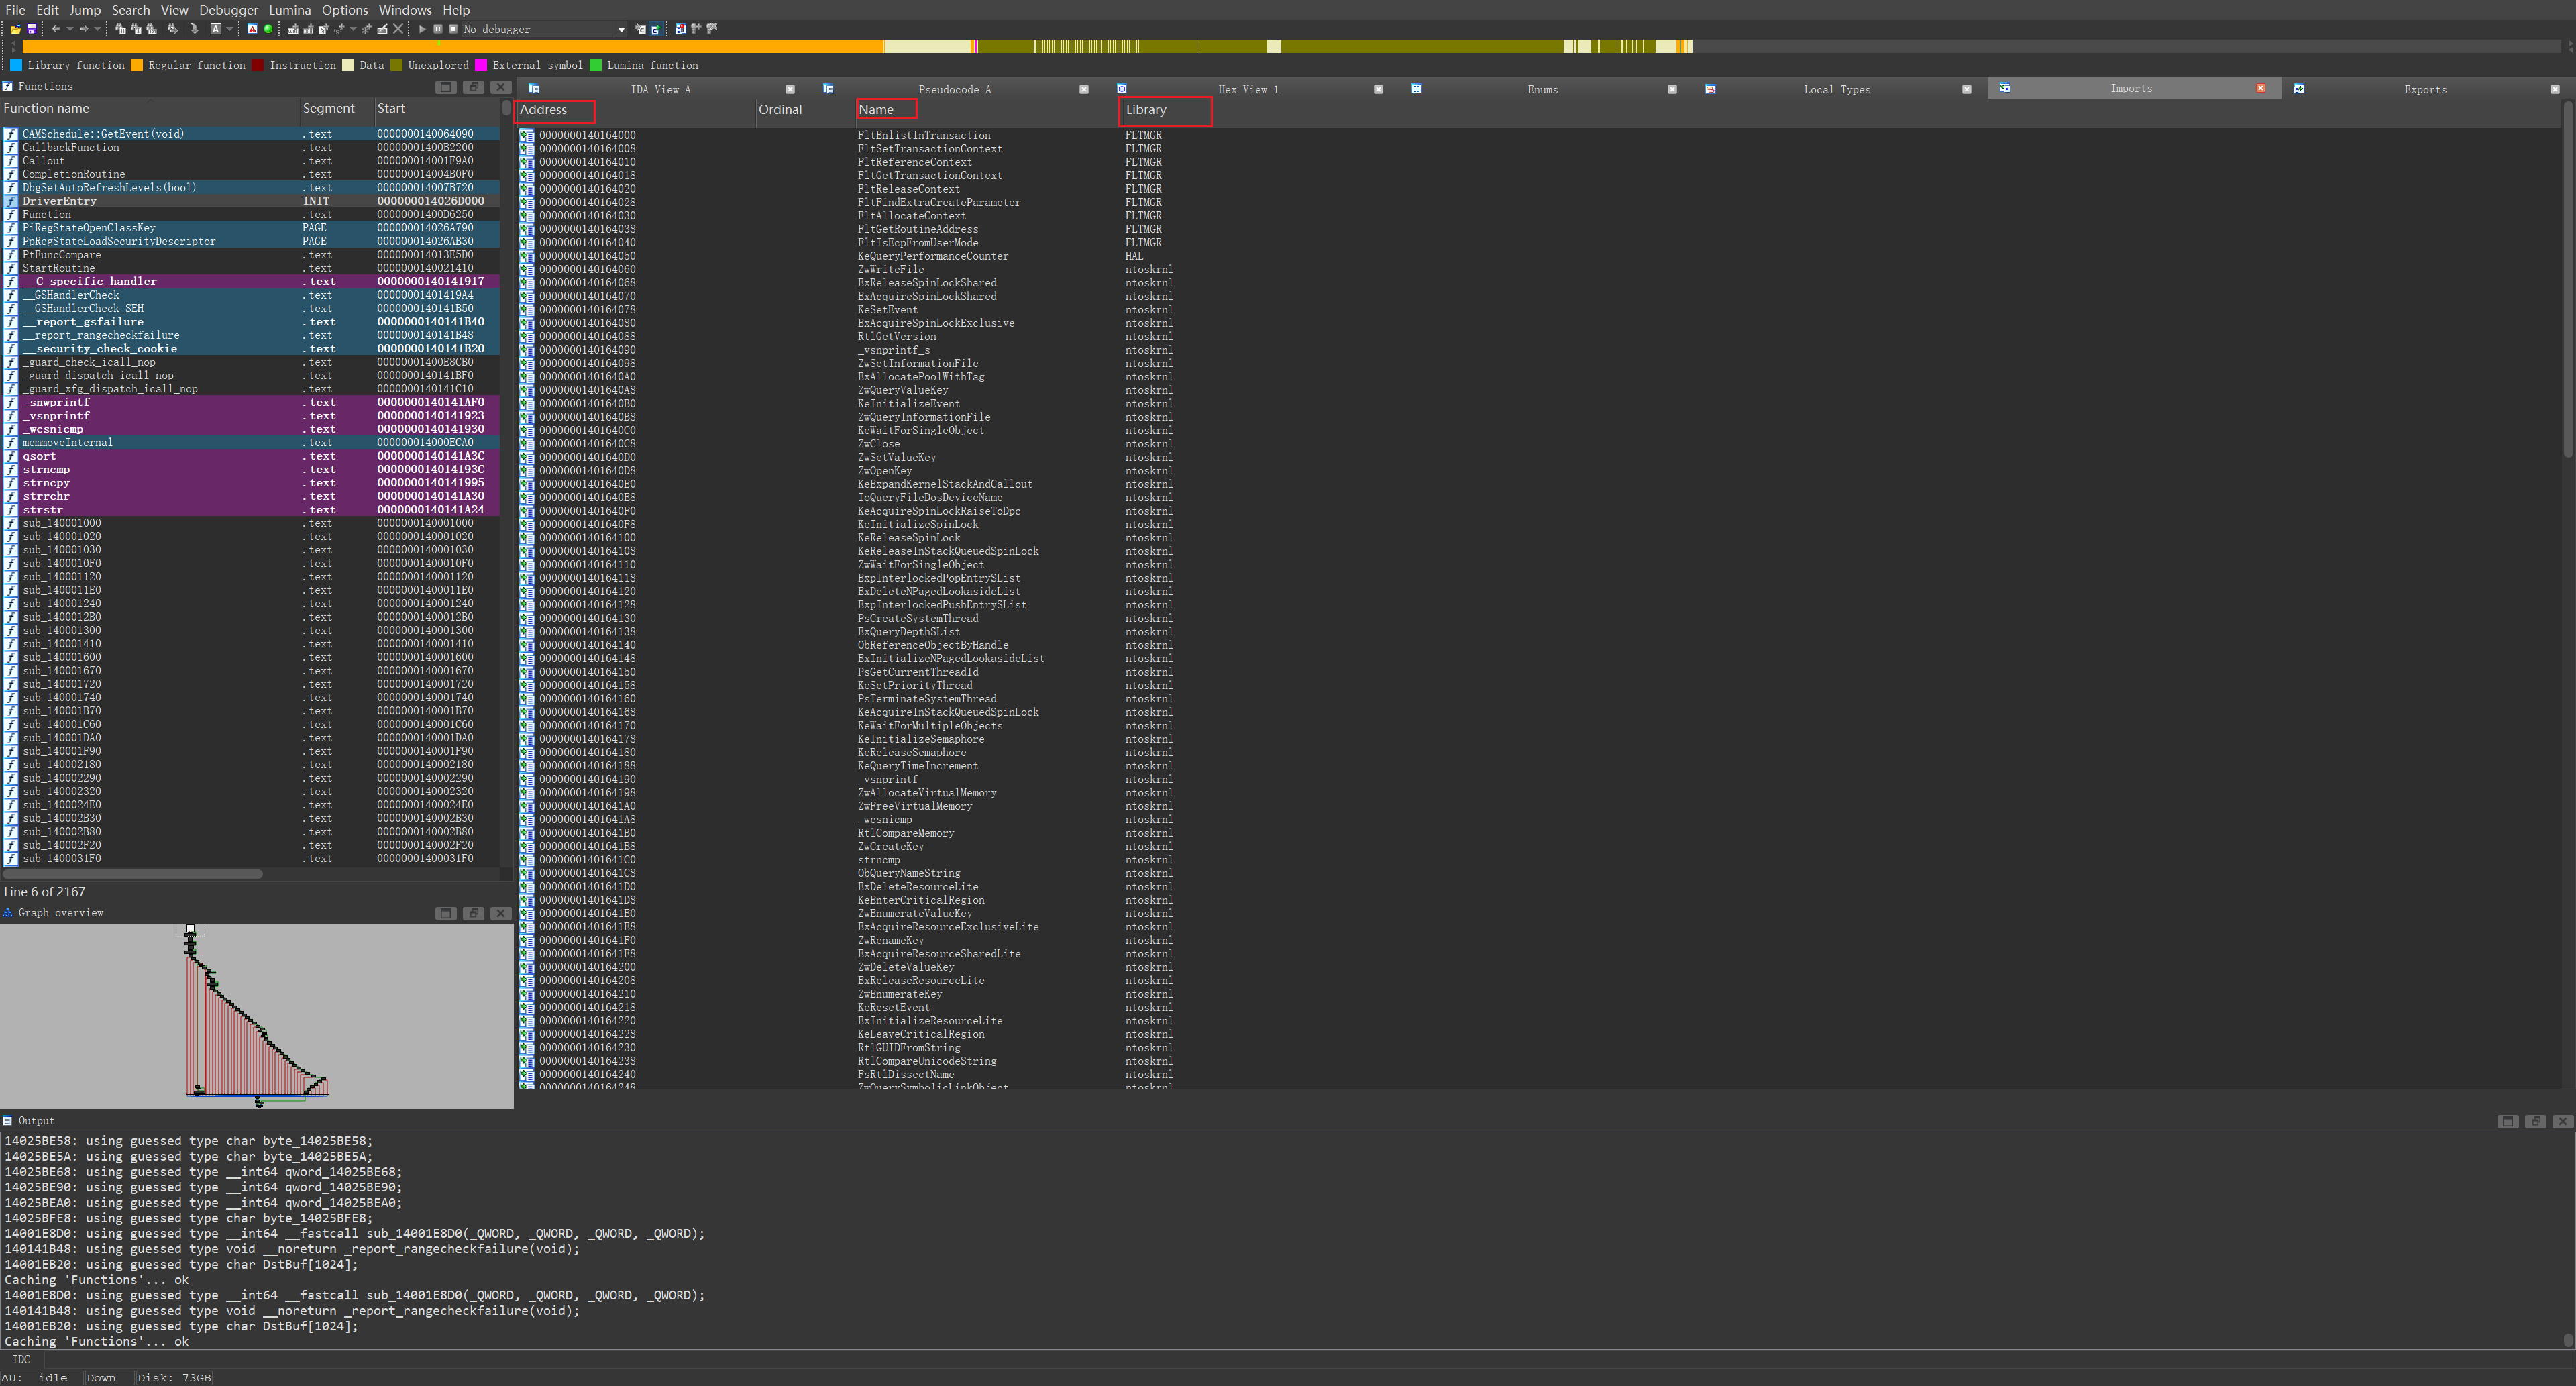 File Edit Jump Search View Debugger Lumina Options Windows Help
No debugger
Library function Regular function Instruction Data Unexplored External symbol Lumina function
Functions
Function name Segment Start
CAMSchedule::GetEvent(void) .text 0000000140064090
CallbackFunction .text 00000001400B2200
Callout .text 000000014001F9A0
CompletionRoutine .text 000000014004B0F0
DbgSetAutoRefreshLevels(bool) .text 000000014007B720
DriverEntry INIT 000000014026D000
Function .text 00000001400D6250
PiRegStateOpenClassKey PAGE 000000014026A790
PpRegStateLoadSecurityDescriptor PAGE 000000014026AB30
PtFuncCompare .text 000000014013E5D0
StartRoutine .text 0000000140021410
__C_specific_handler .text 0000000140141917
__GSHandlerCheck .text 00000001401419A4
__GSHandlerCheck_SEH .text 0000000140141B50
__report_gsfailure .text 0000000140141B40
__report_rangecheckfailure .text 0000000140141B48
__security_check_cookie .text 0000000140141B20
_guard_check_icall_nop .text 00000001400E8CB0
_guard_dispatch_icall_nop .text 0000000140141BF0
_guard_xfg_dispatch_icall_nop .text 0000000140141C10
_snwprintf .text 0000000140141AF0
_vsnprintf .text 0000000140141923
_wcsnicmp .text 0000000140141930
memmoveInternal .text 000000014000ECA0
qsort .text 0000000140141A3C
strncmp .text 000000014014193C
strncpy .text 0000000140141995
strrchr .text 0000000140141A30
strstr .text 0000000140141A24
sub_140001000 .text 0000000140001000
sub_140001020 .text 0000000140001020
sub_140001030 .text 0000000140001030
sub_1400010F0 .text 00000001400010F0
sub_140001120 .text 0000000140001120
sub_1400011E0 .text 00000001400011E0
sub_140001240 .text 0000000140001240
sub_1400012B0 .text 00000001400012B0
sub_140001300 .text 0000000140001300
sub_140001410 .text 0000000140001410
sub_140001600 .text 0000000140001600
sub_140001670 .text 0000000140001670
sub_140001720 .text 0000000140001720
sub_140001740 .text 0000000140001740
sub_140001B70 .text 0000000140001B70
sub_140001C60 .text 0000000140001C60
sub_140001DA0 .text 0000000140001DA0
sub_140001F90 .text 0000000140001F90
sub_140002180 .text 0000000140002180
sub_140002290 .text 0000000140002290
sub_140002320 .text 0000000140002320
sub_1400024E0 .text 00000001400024E0
sub_140002B30 .text 0000000140002B30
sub_140002B80 .text 0000000140002B80
sub_140002F20 .text 0000000140002F20
sub_1400031F0 .text 00000001400031F0
Line 6 of 2167
Graph overview
IDA View-A Pseudocode-A Hex View-1 Enums Local Types Imports Exports
Address Ordinal Name Library
0000000140164000 FltEnlistInTransaction FLTMGR
0000000140164008 FltSetTransactionContext FLTMGR
0000000140164010 FltReferenceContext FLTMGR
0000000140164018 FltGetTransactionContext FLTMGR
0000000140164020 FltReleaseContext FLTMGR
0000000140164028 FltFindExtraCreateParameter FLTMGR
0000000140164030 FltAllocateContext FLTMGR
0000000140164038 FltGetRoutineAddress FLTMGR
0000000140164040 FltIsEcpFromUserMode FLTMGR
0000000140164050 KeQueryPerformanceCounter HAL
0000000140164060 ZwWriteFile ntoskrnl
0000000140164068 ExReleaseSpinLockShared ntoskrnl
0000000140164070 ExAcquireSpinLockShared ntoskrnl
0000000140164078 KeSetEvent ntoskrnl
0000000140164080 ExAcquireSpinLockExclusive ntoskrnl
0000000140164088 RtlGetVersion ntoskrnl
0000000140164090 _vsnprintf_s ntoskrnl
0000000140164098 ZwSetInformationFile ntoskrnl
00000001401640A0 ExAllocatePoolWithTag ntoskrnl
00000001401640A8 ZwQueryValueKey ntoskrnl
00000001401640B0 KeInitializeEvent ntoskrnl
00000001401640B8 ZwQueryInformationFile ntoskrnl
00000001401640C0 KeWaitForSingleObject ntoskrnl
00000001401640C8 ZwClose ntoskrnl
00000001401640D0 ZwSetValueKey ntoskrnl
00000001401640D8 ZwOpenKey ntoskrnl
00000001401640E0 KeExpandKernelStackAndCallout ntoskrnl
00000001401640E8 IoQueryFileDosDeviceName ntoskrnl
00000001401640F0 KeAcquireSpinLockRaiseToDpc ntoskrnl
00000001401640F8 KeInitializeSpinLock ntoskrnl
0000000140164100 KeReleaseSpinLock ntoskrnl
0000000140164108 KeReleaseInStackQueuedSpinLock ntoskrnl
0000000140164110 ZwWaitForSingleObject ntoskrnl
0000000140164118 ExpInterlockedPopEntrySList ntoskrnl
0000000140164120 ExDeleteNPagedLookasideList ntoskrnl
0000000140164128 ExpInterlockedPushEntrySList ntoskrnl
0000000140164130 PsCreateSystemThread ntoskrnl
0000000140164138 ExQueryDepthSList ntoskrnl
0000000140164140 ObReferenceObjectByHandle ntoskrnl
0000000140164148 ExInitializeNPagedLookasideList ntoskrnl
0000000140164150 PsGetCurrentThreadId ntoskrnl
0000000140164158 KeSetPriorityThread ntoskrnl
0000000140164160 PsTerminateSystemThread ntoskrnl
0000000140164168 KeAcquireInStackQueuedSpinLock ntoskrnl
0000000140164170 KeWaitForMultipleObjects ntoskrnl
0000000140164178 KeInitializeSemaphore ntoskrnl
0000000140164180 KeReleaseSemaphore ntoskrnl
0000000140164188 KeQueryTimeIncrement ntoskrnl
0000000140164190 _vsnprintf ntoskrnl
0000000140164198 ZwAllocateVirtualMemory ntoskrnl
00000001401641A0 ZwFreeVirtualMemory ntoskrnl
00000001401641A8 _wcsnicmp ntoskrnl
00000001401641B0 RtlCompareMemory ntoskrnl
00000001401641B8 ZwCreateKey ntoskrnl
00000001401641C0 strncmp ntoskrnl
00000001401641C8 ObQueryNameString ntoskrnl
00000001401641D0 ExDeleteResourceLite ntoskrnl
00000001401641D8 KeEnterCriticalRegion ntoskrnl
00000001401641E0 ZwEnumerateValueKey ntoskrnl
00000001401641E8 ExAcquireResourceExclusiveLite ntoskrnl
00000001401641F0 ZwRenameKey ntoskrnl
00000001401641F8 ExAcquireResourceSharedLite ntoskrnl
0000000140164200 ZwDeleteValueKey ntoskrnl
0000000140164208 ExReleaseResourceLite ntoskrnl
0000000140164210 ZwEnumerateKey ntoskrnl
0000000140164218 KeResetEvent ntoskrnl
0000000140164220 ExInitializeResourceLite ntoskrnl
0000000140164228 KeLeaveCriticalRegion ntoskrnl
0000000140164230 RtlGUIDFromString ntoskrnl
0000000140164238 RtlCompareUnicodeString ntoskrnl
0000000140164240 FsRtlDissectName ntoskrnl
0000000140164248 ZwQuerySymbolicLinkObject ntoskrnl
Output
14025BE58: using guessed type char byte_14025BE58;
14025BE5A: using guessed type char byte_14025BE5A;
14025BE68: using guessed type __int64 qword_14025BE68;
14025BE90: using guessed type __int64 qword_14025BE90;
14025BEA0: using guessed type __int64 qword_14025BEA0;
14025BFE8: using guessed type char byte_14025BFE8;
14001E8D0: using guessed type __int64 __fastcall sub_14001E8D0(_QWORD, _QWORD, _QWORD, _QWORD);
140141B48: using guessed type void __noreturn _report_rangecheckfailure(void);
14001EB20: using guessed type char DstBuf[1024];
Caching 'Functions'... ok
14001E8D0: using guessed type __int64 __fastcall sub_14001E8D0(_QWORD, _QWORD, _QWORD, _QWORD);
140141B48: using guessed type void __noreturn _report_rangecheckfailure(void);
14001EB20: using guessed type char DstBuf[1024];
Caching 'Functions'... ok
IDC
AU: idle Down Disk: 73GB